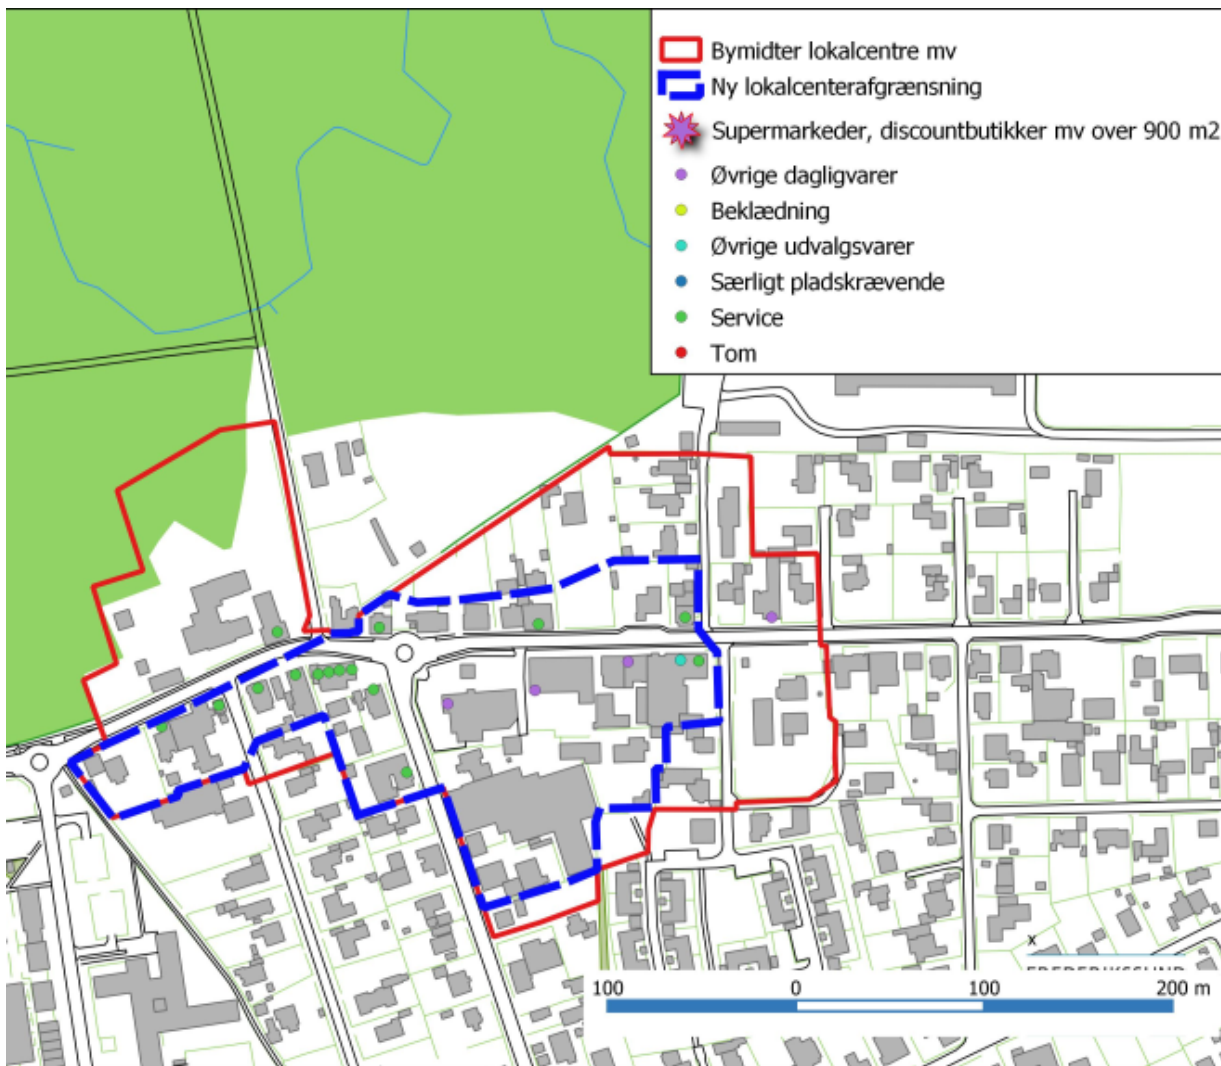 Bymidter lokalcentre mv
Ny lokalcenterafgrænsning
Supermarkeder, discountbutikker mv over 900 m2
Øvrige dagligvarer
Beklædning
Øvrige udvalgsvarer
Særligt pladskrævende
Service
Tom
x
FREDERIKSSUND
100 0 100 200 m